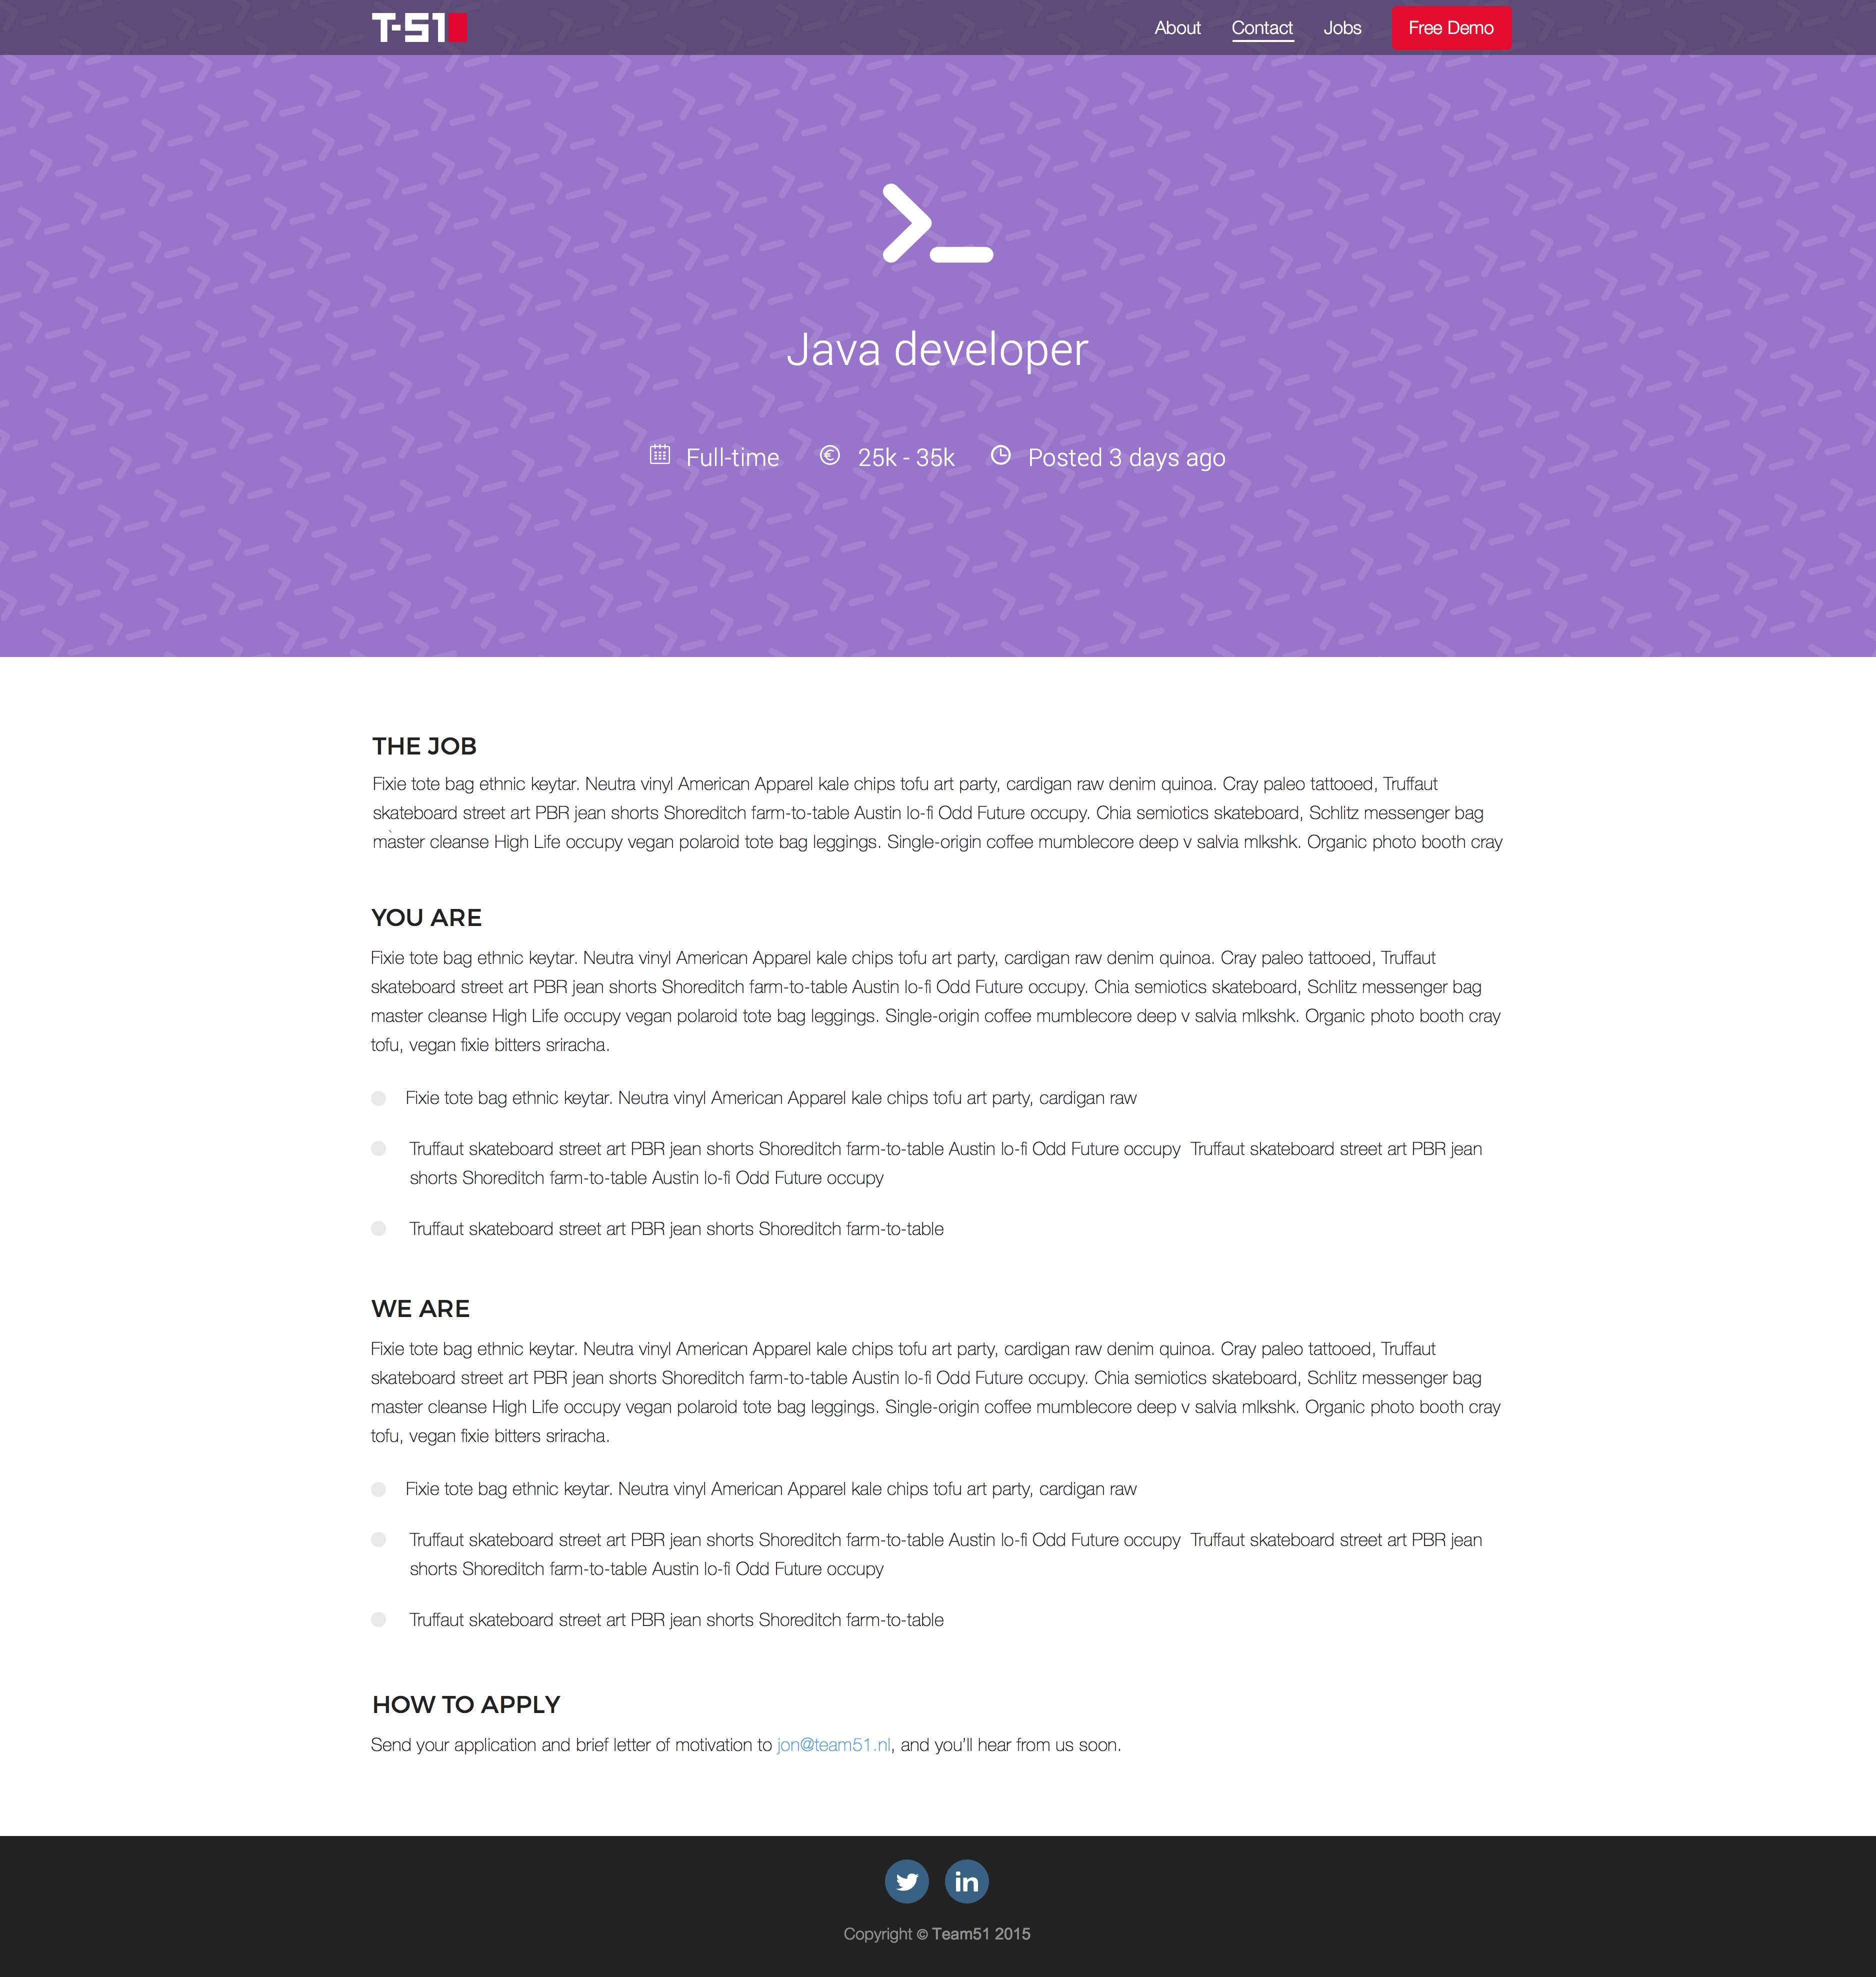 T-51
About Contact Jobs Free Demo
Java developer
Full-time 25k - 35k Posted 3 days ago
THE JOB
Fixie tote bag ethnic keytar. Neutra vinyl American Apparel kale chips tofu art party, cardigan raw denim quinoa. Cray paleo tattooed, Truffaut
skateboard street art PBR jean shorts Shoreditch farm-to-table Austin lo-fi Odd Future occupy. Chia semiotics skateboard, Schlitz messenger bag
master cleanse High Life occupy vegan polaroid tote bag leggings. Single-origin coffee mumblecore deep v salvia mlkshk. Organic photo booth cray
YOU ARE
Fixie tote bag ethnic keytar. Neutra vinyl American Apparel kale chips tofu art party, cardigan raw denim quinoa. Cray paleo tattooed, Truffaut
skateboard street art PBR jean shorts Shoreditch farm-to-table Austin lo-fi Odd Future occupy. Chia semiotics skateboard, Schlitz messenger bag
master cleanse High Life occupy vegan polaroid tote bag leggings. Single-origin coffee mumblecore deep v salvia mlkshk. Organic photo booth cray
tofu, vegan fixie bitters sriracha.
Fixie tote bag ethnic keytar. Neutra vinyl American Apparel kale chips tofu art party, cardigan raw
Truffaut skateboard street art PBR jean shorts Shoreditch farm-to-table Austin lo-fi Odd Future occupy  Truffaut skateboard street art PBR jean
shorts Shoreditch farm-to-table Austin lo-fi Odd Future occupy
Truffaut skateboard street art PBR jean shorts Shoreditch farm-to-table
WE ARE
Fixie tote bag ethnic keytar. Neutra vinyl American Apparel kale chips tofu art party, cardigan raw denim quinoa. Cray paleo tattooed, Truffaut
skateboard street art PBR jean shorts Shoreditch farm-to-table Austin lo-fi Odd Future occupy. Chia semiotics skateboard, Schlitz messenger bag
master cleanse High Life occupy vegan polaroid tote bag leggings. Single-origin coffee mumblecore deep v salvia mlkshk. Organic photo booth cray
tofu, vegan fixie bitters sriracha.
Fixie tote bag ethnic keytar. Neutra vinyl American Apparel kale chips tofu art party, cardigan raw
Truffaut skateboard street art PBR jean shorts Shoreditch farm-to-table Austin lo-fi Odd Future occupy  Truffaut skateboard street art PBR jean
shorts Shoreditch farm-to-table Austin lo-fi Odd Future occupy
Truffaut skateboard street art PBR jean shorts Shoreditch farm-to-table
HOW TO APPLY
Send your application and brief letter of motivation to jon@team51.nl, and you'll hear from us soon.
in
Copyright © Team51 2015